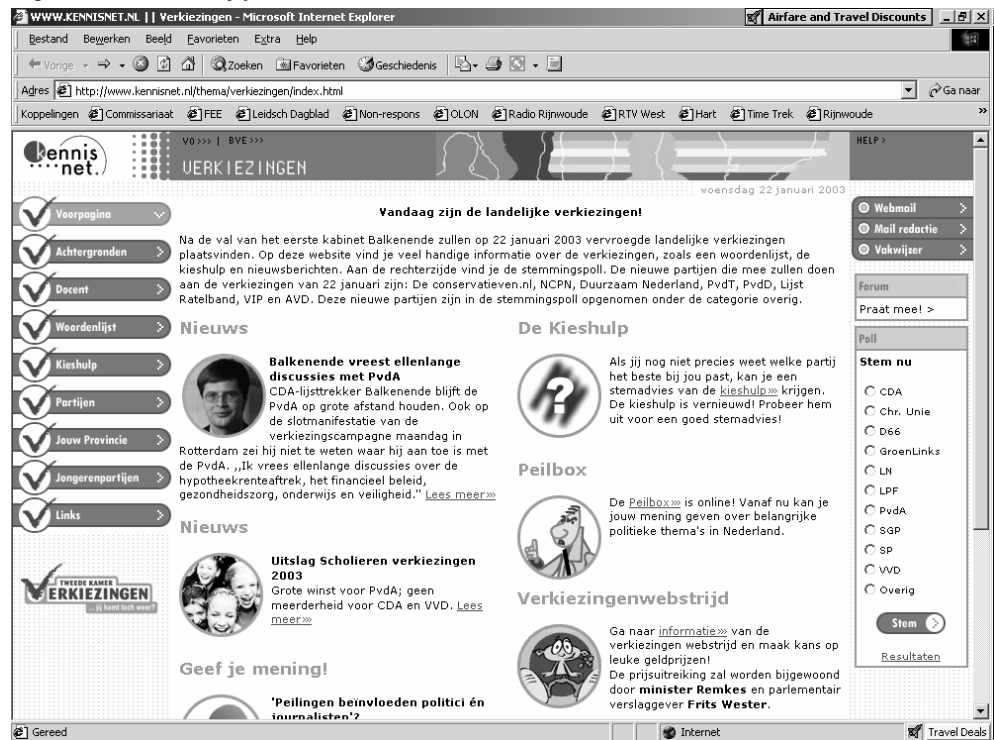 WWW.KENNISNET.NL || Verkiezingen - Microsoft Internet Explorer
Airfare and Travel Discounts
Bestand Bewerken Beeld Favorieten Extra Help
Vorige Zoeken Favorieten Geschiedenis
Adres http://www.kennisnet.nl/thema/verkiezingen/index.html Ga naar
Koppelingen Commissariaat FEE Leidsch Dagblad Non-respons OLON Radio Rijnwoude RTV West Hart Time Trek Rijnwoude »
Kennis
net.
VO >>> | BVE >>>
VERKIEZINGEN
HELP >
woensdag 22 januari 2003
Voorpagina
Achtergronden
Docent
Woordenlijst
Kieshulp
Partijen
Jouw Provincie
Jongerenpartijen
Links
TWEEDE KAMER
VERKIEZINGEN
... jij komt toch weer?
Vandaag zijn de landelijke verkiezingen!
Na de val van het eerste kabinet Balkenende zullen op 22 januari 2003 vervroegde landelijke verkiezingen
plaatsvinden. Op deze website vind je veel handige informatie over de verkiezingen, zoals een woordenlijst, de
kieshulp en nieuwsberichten. Aan de rechterzijde vind je de stemmingspoll. De nieuwe partijen die mee zullen doen
aan de verkiezingen van 22 januari zijn: De conservatieven.nl, NCPN, Duurzaam Nederland, PvdT, PvdD, Lijst
Ratelband, VIP en AVD. Deze nieuwe partijen zijn in de stemmingspoll opgenomen onder de categorie overig.
Nieuws
Balkenende vreest ellenlange
discussies met PvdA
CDA-lijsttrekker Balkenende blijft de
PvdA op grote afstand houden. Ook op
de slotmanifestatie van de
verkiezingscampagne maandag in
Rotterdam zei hij niet te weten waar hij aan toe is met
de PvdA. ,,Ik vrees ellenlange discussies over de
hypotheekrenteaftrek, het financieel beleid,
gezondheidszorg, onderwijs en veiligheid." Lees meer»»
Nieuws
Uitslag Scholieren verkiezingen
2003
Grote winst voor PvdA; geen
meerderheid voor CDA en VVD. Lees
meer»»
Geef je mening!
'Peilingen beïnvloeden politici én
journalisten'?
De Kieshulp
Als jij nog niet precies weet welke partij
het beste bij jou past, kan je een
stemadvies van de kieshulp»» krijgen.
De kieshulp is vernieuwd! Probeer hem
uit voor een goed stemadvies!
Peilbox
De Peilbox»» is online! Vanaf nu kan je
jouw mening geven over belangrijke
politieke thema's in Nederland.
Verkiezingenwebstrijd
Ga naar informatie»» van de
verkiezingen webstrijd en maak kans op
leuke geldprijzen!
De prijsuitreiking zal worden bijgewoond
door minister Remkes en parlementair
verslaggever Frits Wester.
Webmail >
Mail redactie >
Vakwijzer >
Forum
Praat mee! >
Poll
Stem nu
CDA
Chr. Unie
D66
GroenLinks
LN
LPF
PvdA
SGP
SP
VVD
Overig
Stem
Resultaten
Gereed Internet Travel Deals